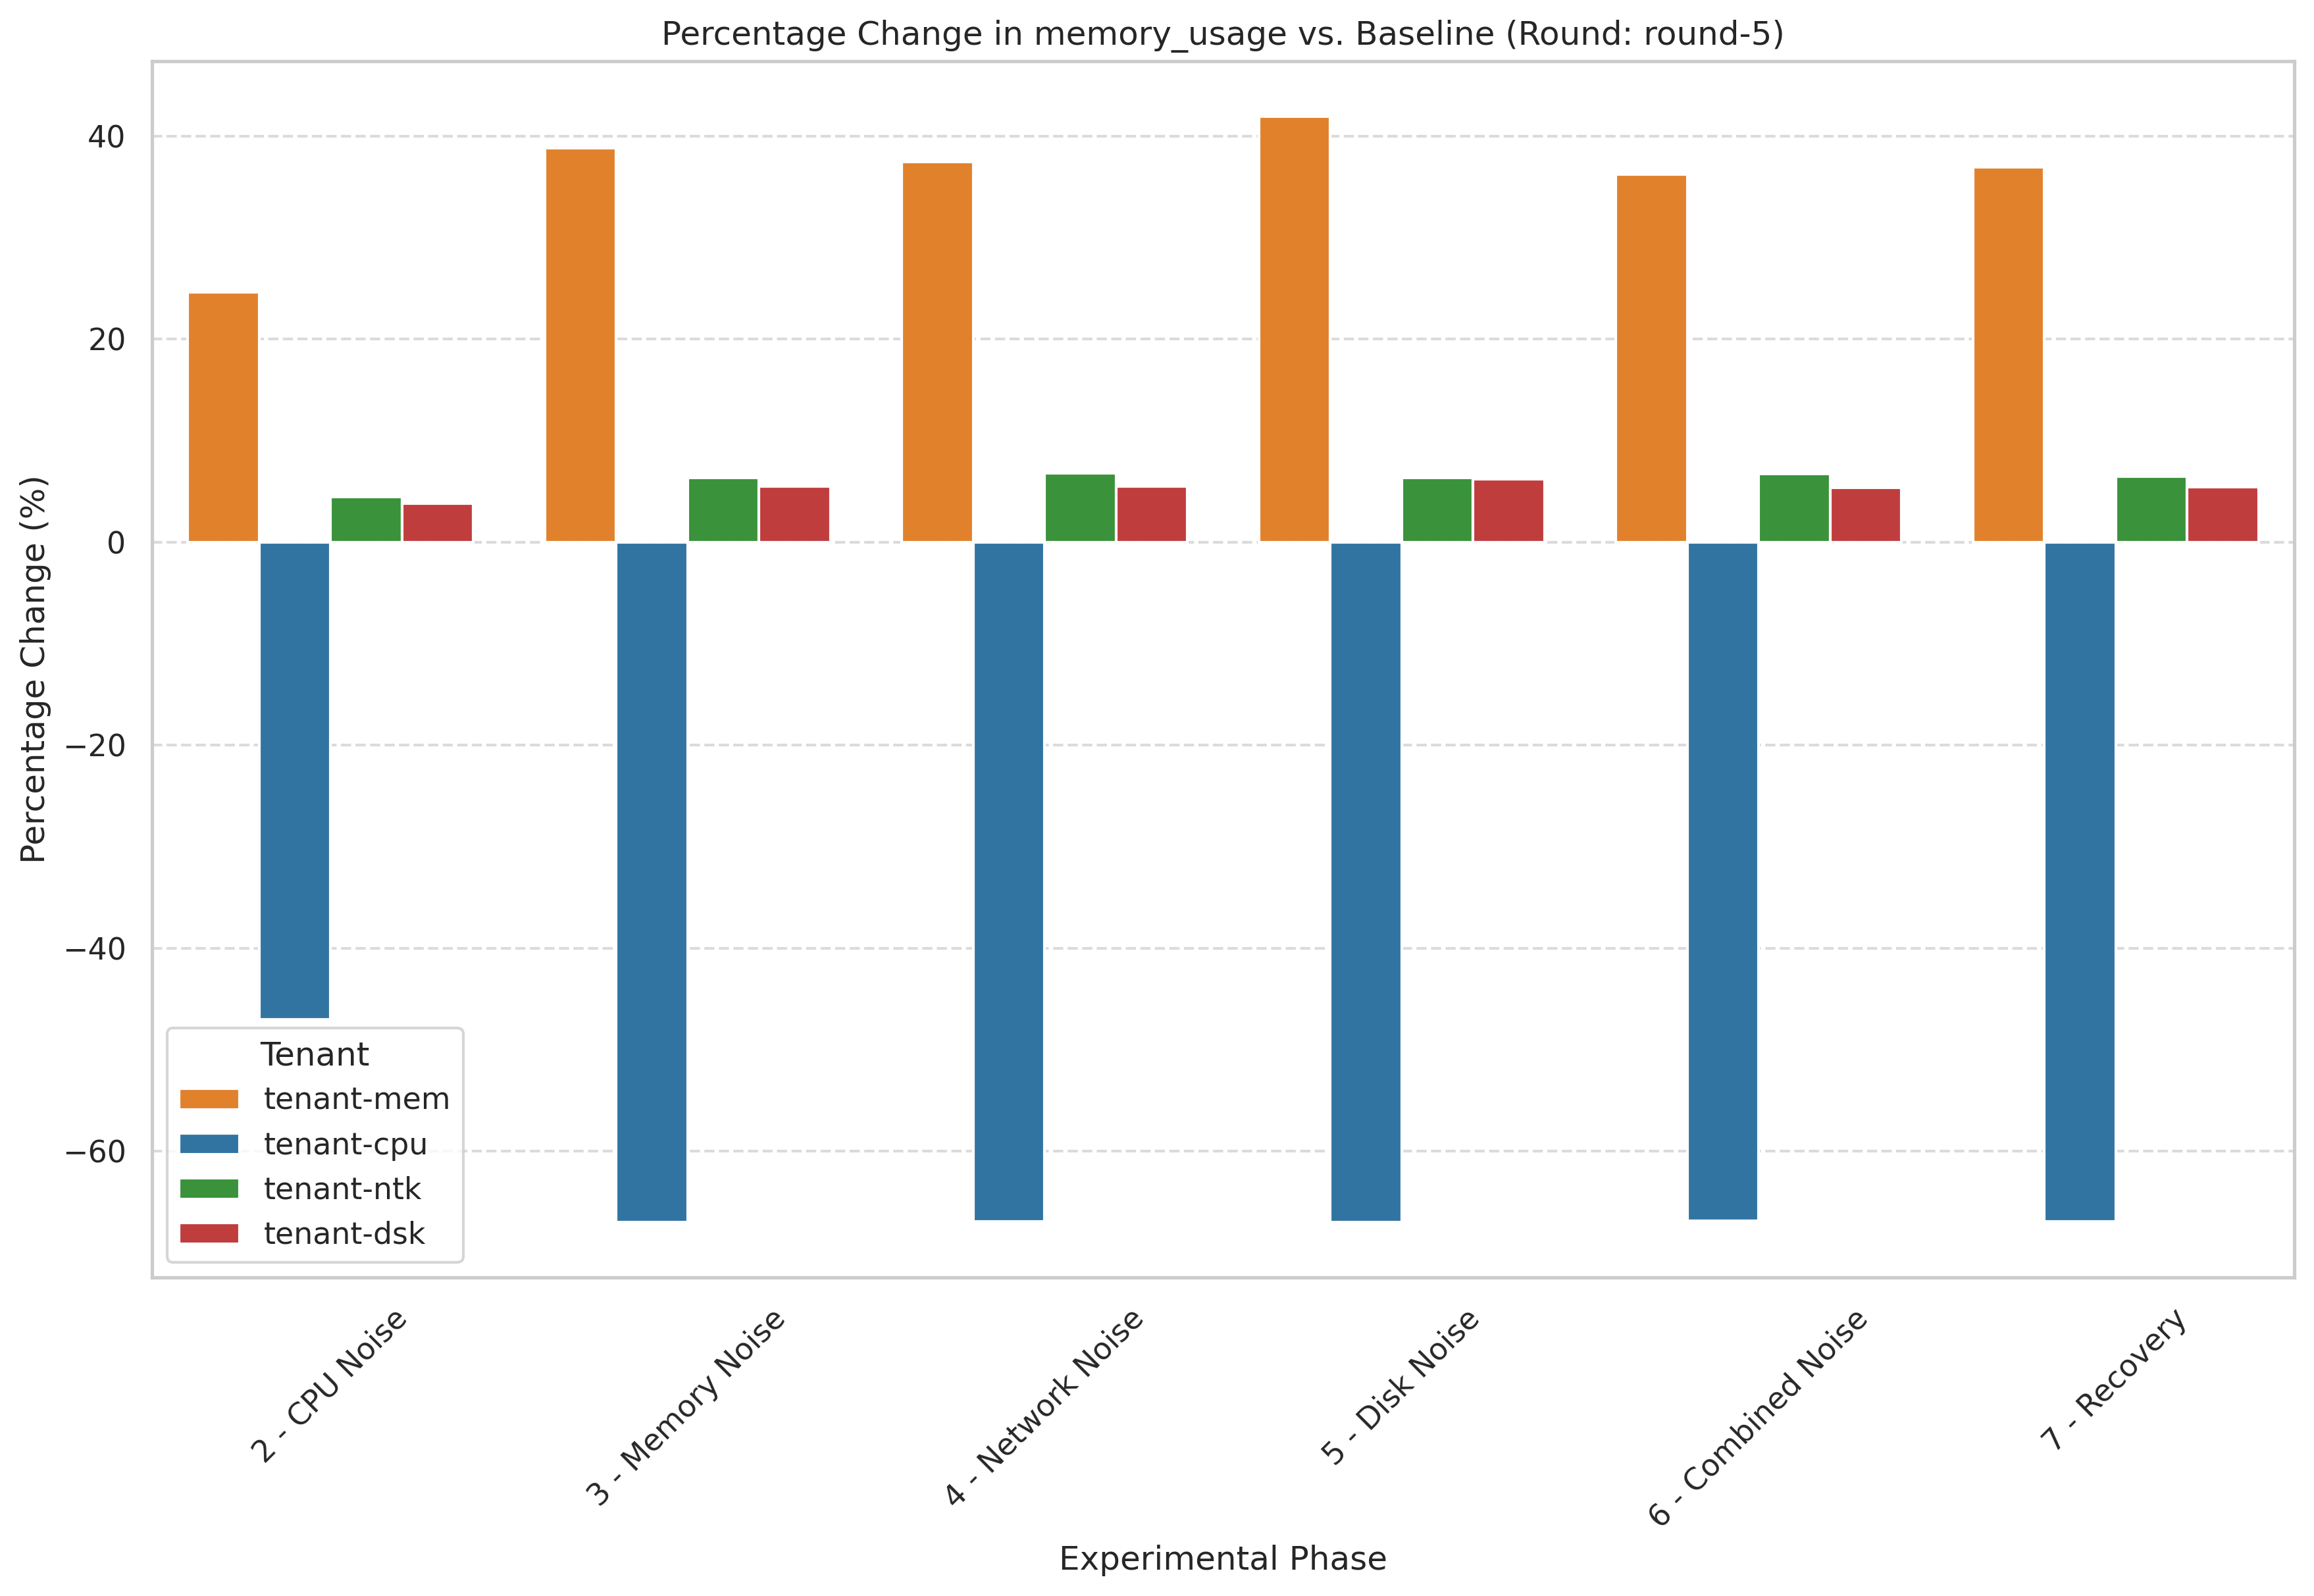 Percentage Change in memory_usage vs. Baseline (Round: round-5)
Percentage Change (%)
40
20
0
−20
−40
−60
Tenant
tenant-mem
tenant-cpu
tenant-ntk
tenant-dsk
2 - CPU Noise
3 - Memory Noise
4 - Network Noise
5 - Disk Noise
6 - Combined Noise
7 - Recovery
Experimental Phase